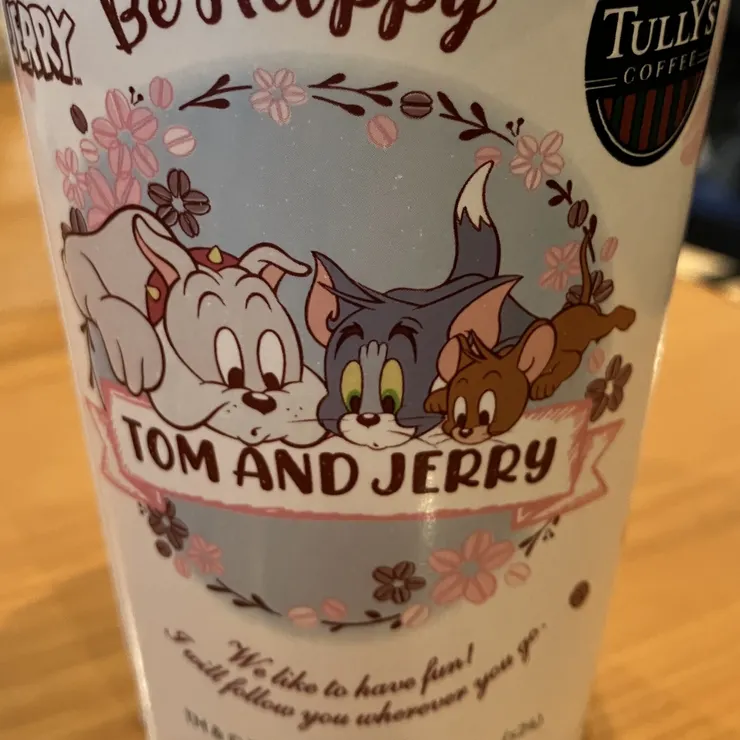 Be Happy
JERRY
TULLY'S
COFFEE
TOM AND JERRY
We like to have fun!
I will follow you wherever you go.